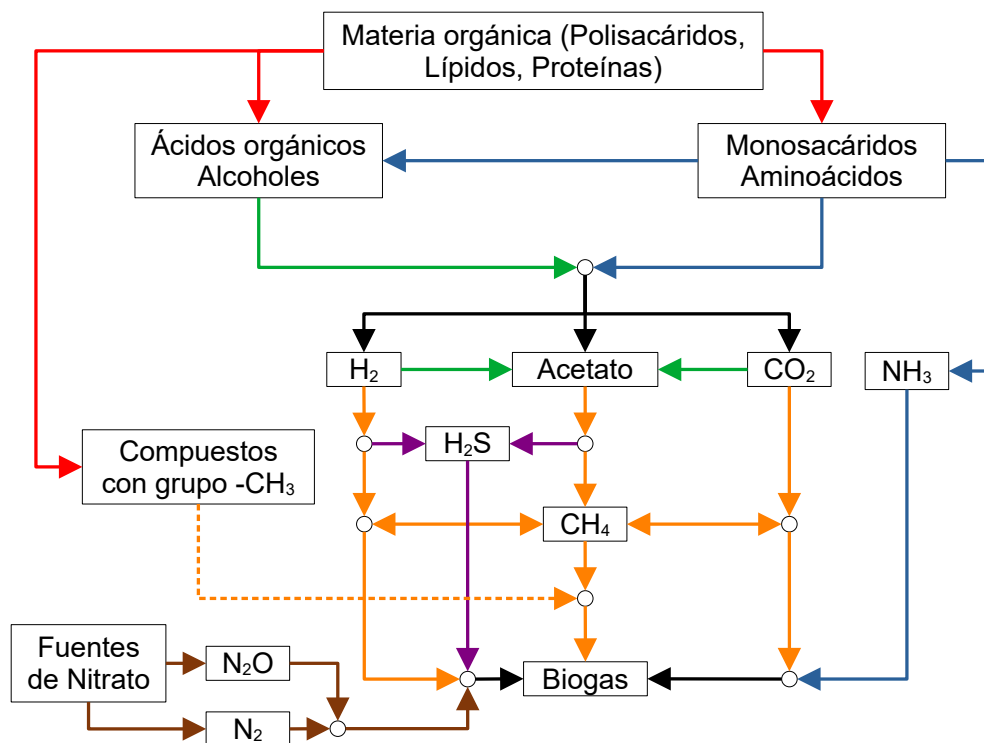 Materia orgánica (Polisacáridos,
Lípidos, Proteínas)
Ácidos orgánicos
Alcoholes
Monosacáridos
Aminoácidos
H₂
Acetato
CO₂
NH₃
H₂S
Compuestos
con grupo -CH₃
CH₄
Fuentes
de Nitrato
N₂O
Biogas
N₂